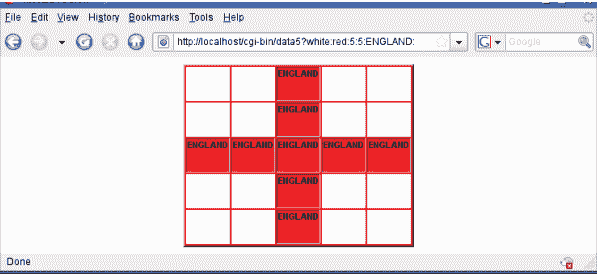 File Edit View History Bookmarks Tools Help
http://localhost/cgi-bin/data5?white:red:5:5:ENGLAND:
Google
ENGLAND
ENGLAND
ENGLAND ENGLAND ENGLAND ENGLAND ENGLAND
ENGLAND
ENGLAND
Done